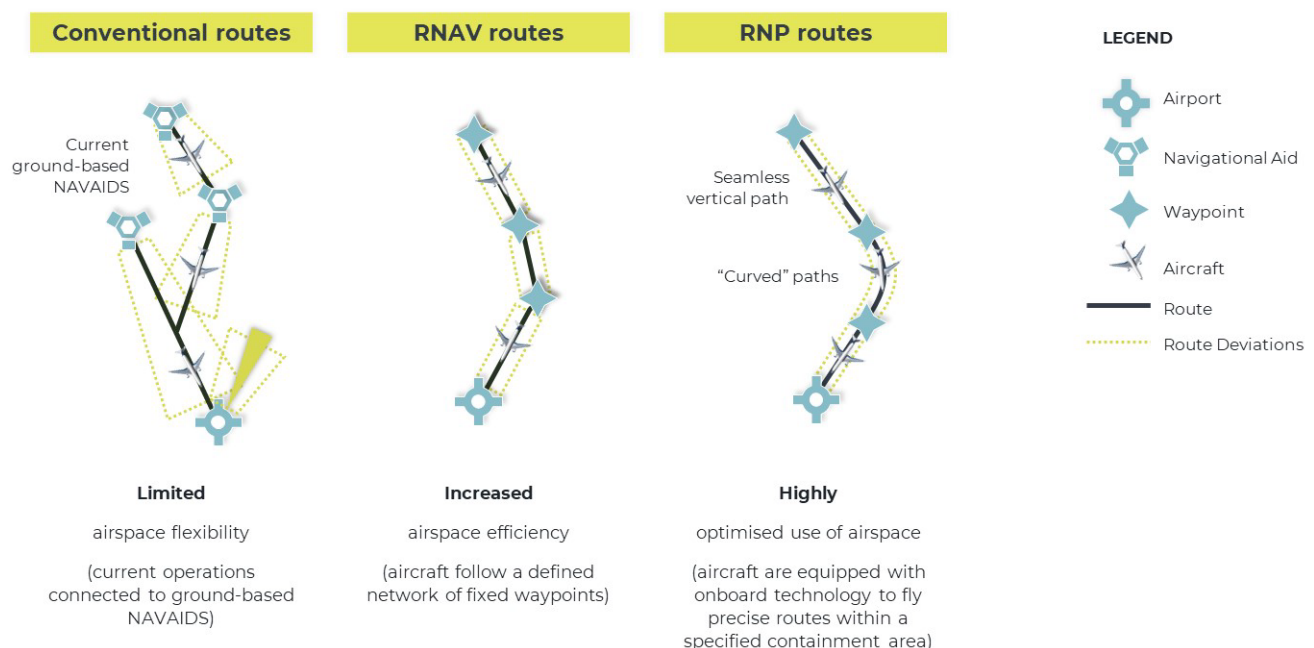 Conventional routes
RNAV routes
RNP routes
LEGEND
Current
ground-based
NAVAIDS
Seamless
vertical path
“Curved” paths
Airport
Navigational Aid
Waypoint
Aircraft
Route
Route Deviations
Limited
airspace flexibility
(current operations
connected to ground-based
NAVAIDS)
Increased
airspace efficiency
(aircraft follow a defined
network of fixed waypoints)
Highly
optimised use of airspace
(aircraft are equipped with
onboard technology to fly
precise routes within a
specified containment area)